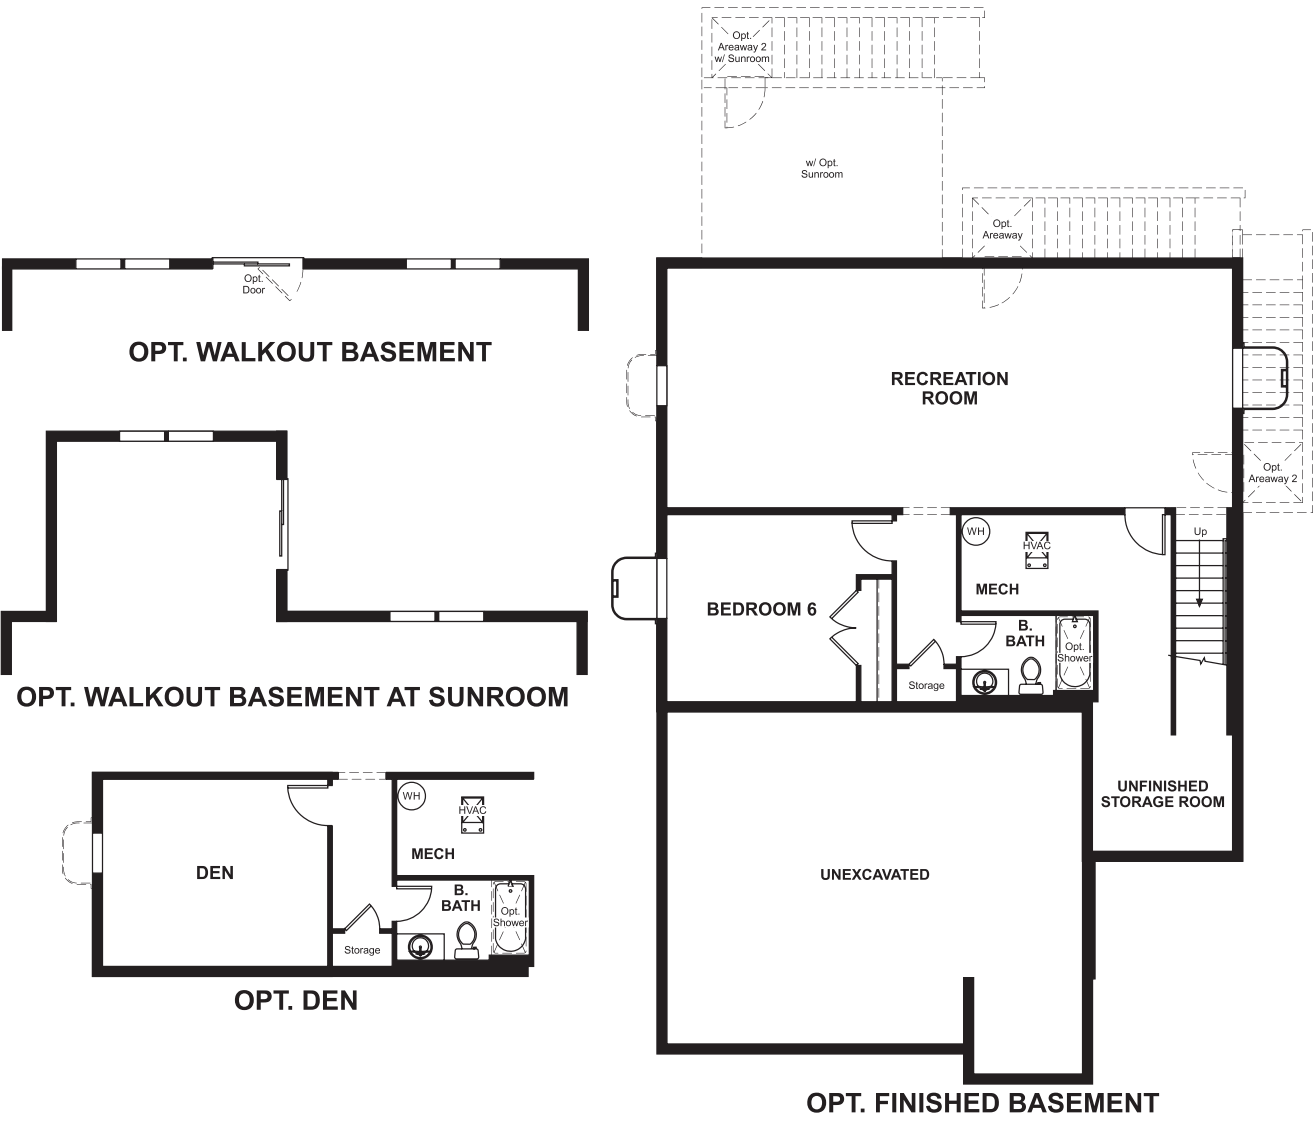 Opt.
Areaway 2
w/ Sunroom
w/ Opt.
Sunroom
Opt.
Areaway
Opt.
Door
OPT. WALKOUT BASEMENT
RECREATION
ROOM
Opt.
Areaway 2
WH
HVAC
Up
MECH
BEDROOM 6
B.
BATH
Opt.
Shower
Storage
OPT. WALKOUT BASEMENT AT SUNROOM
UNFINISHED
STORAGE ROOM
WH
HVAC
MECH
DEN
B.
BATH
Opt.
Shower
Storage
OPT. DEN
UNEXCAVATED
OPT. FINISHED BASEMENT